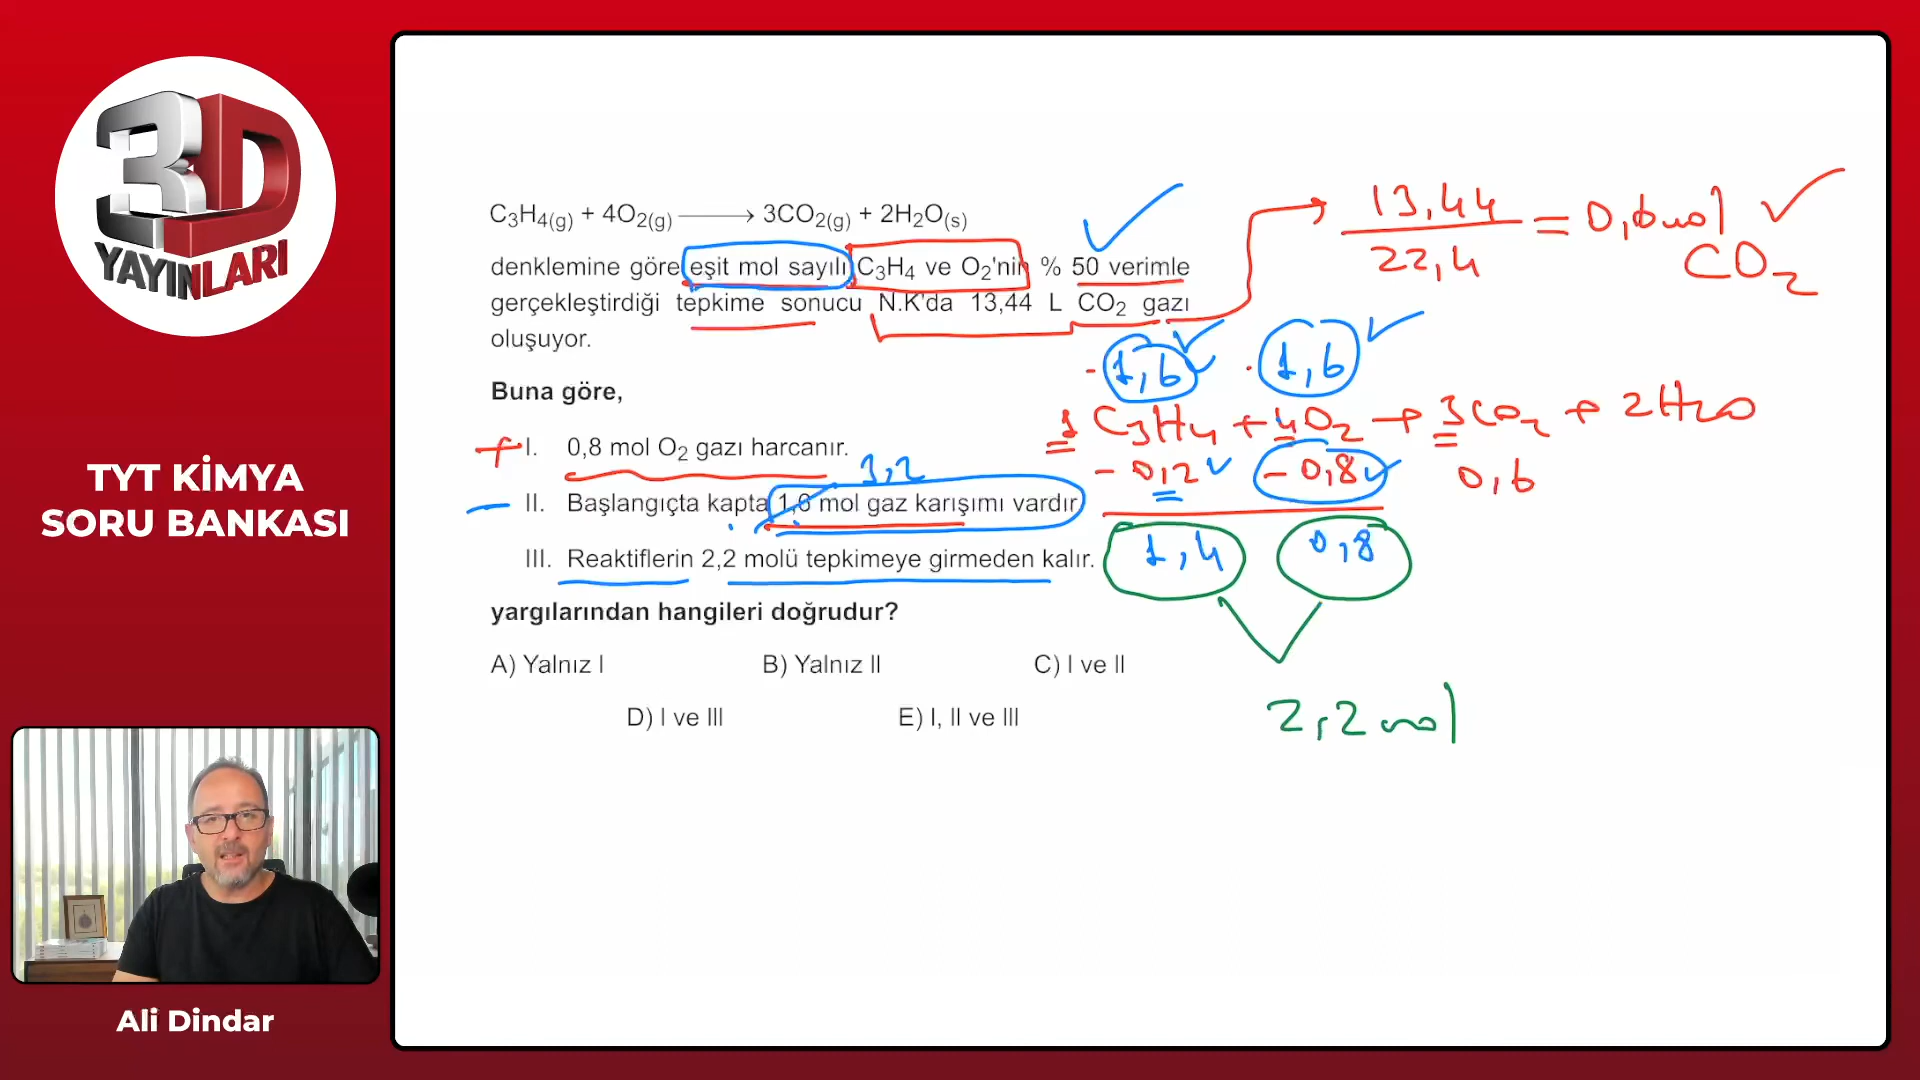 3D
YAYINLARI
TYT KİMYA
SORU BANKASI
Ali Dindar
C₃H₄(g) + 4O₂(g) ⟶ 3CO₂(g) + 2H₂O(s)
denklemine göre eşit mol sayılı C₃H₄ ve O₂'nin % 50 verimle
gerçekleştirdiği tepkime sonucu N.K'da 13,44 L CO₂ gazı
oluşuyor.
Buna göre,
+ I. 0,8 mol O₂ gazı harcanır.
3,2
– II. Başlangıçta kapta 1,6 mol gaz karışımı vardır.
III. Reaktiflerin 2,2 molü tepkimeye girmeden kalır.
yargılarından hangileri doğrudur?
A) Yalnız I B) Yalnız II C) I ve II
D) I ve III E) I, II ve III
13,44
22,4
= 0,6 mol
CO₂
1,6 1,6
1 C₃H₄ + 4O₂ → 3CO₂ + 2H₂O
- 0,2 - 0,8 0,6
1,4 0,8
2,2 mol